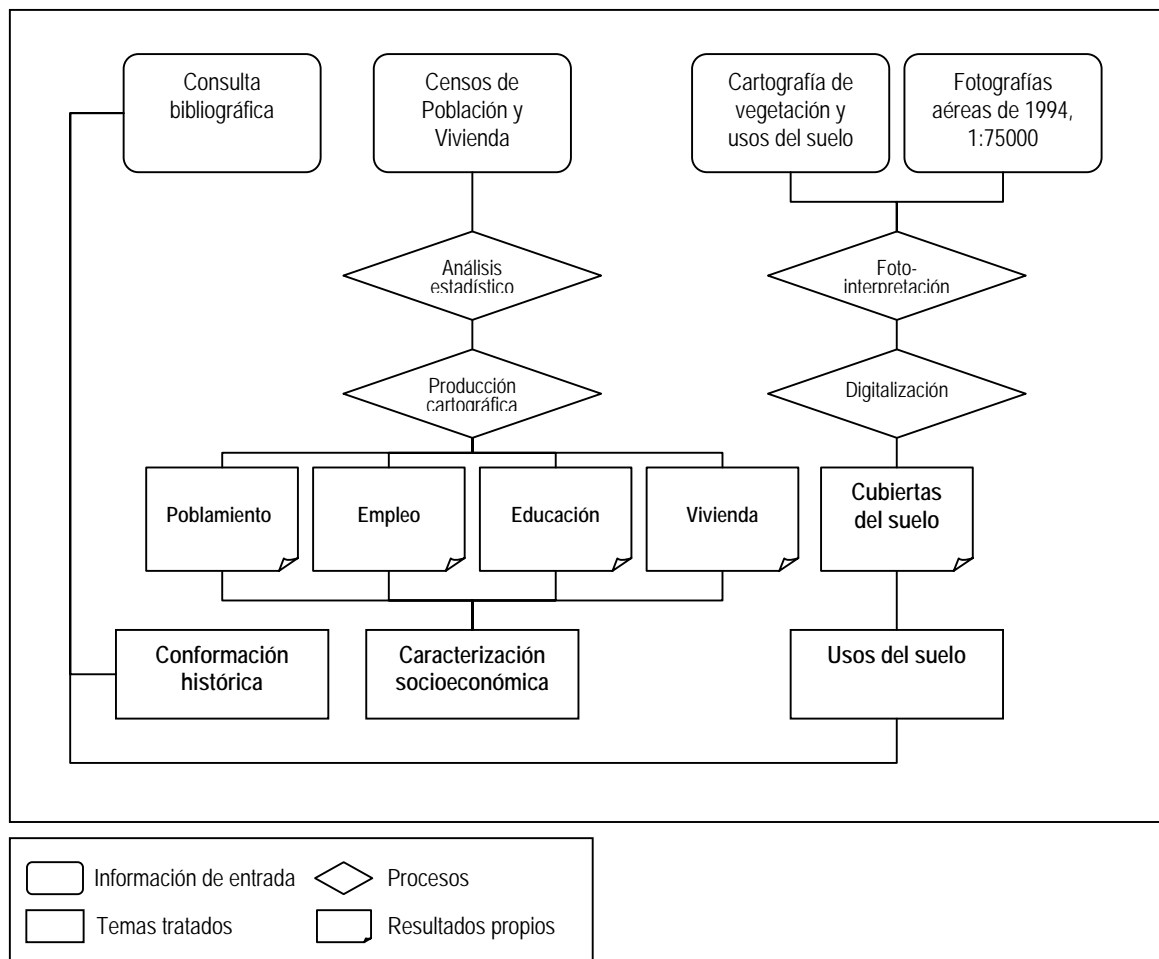 Consulta
bibliográfica
Censos de
Población y
Vivienda
Cartografía de
vegetación y
usos del suelo
Fotografías
aéreas de 1994,
1:75000
Análisis
estadístico
Foto-
interpretación
Producción
cartográfica
Digitalización
Poblamiento
Empleo
Educación
Vivienda
Cubiertas
del suelo
Conformación
histórica
Caracterización
socioeconómica
Usos del suelo
Información de entrada
Procesos
Temas tratados
Resultados propios